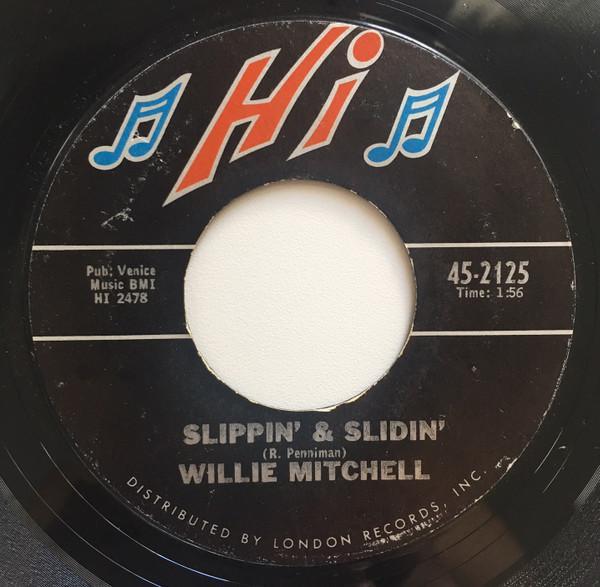 Hi
Pub: Venice
Music BMI
HI 2478
45-2125
Time: 1:56
SLIPPIN' & SLIDIN'
(R. Penniman)
WILLIE MITCHELL
DISTRIBUTED BY LONDON RECORDS, INC.